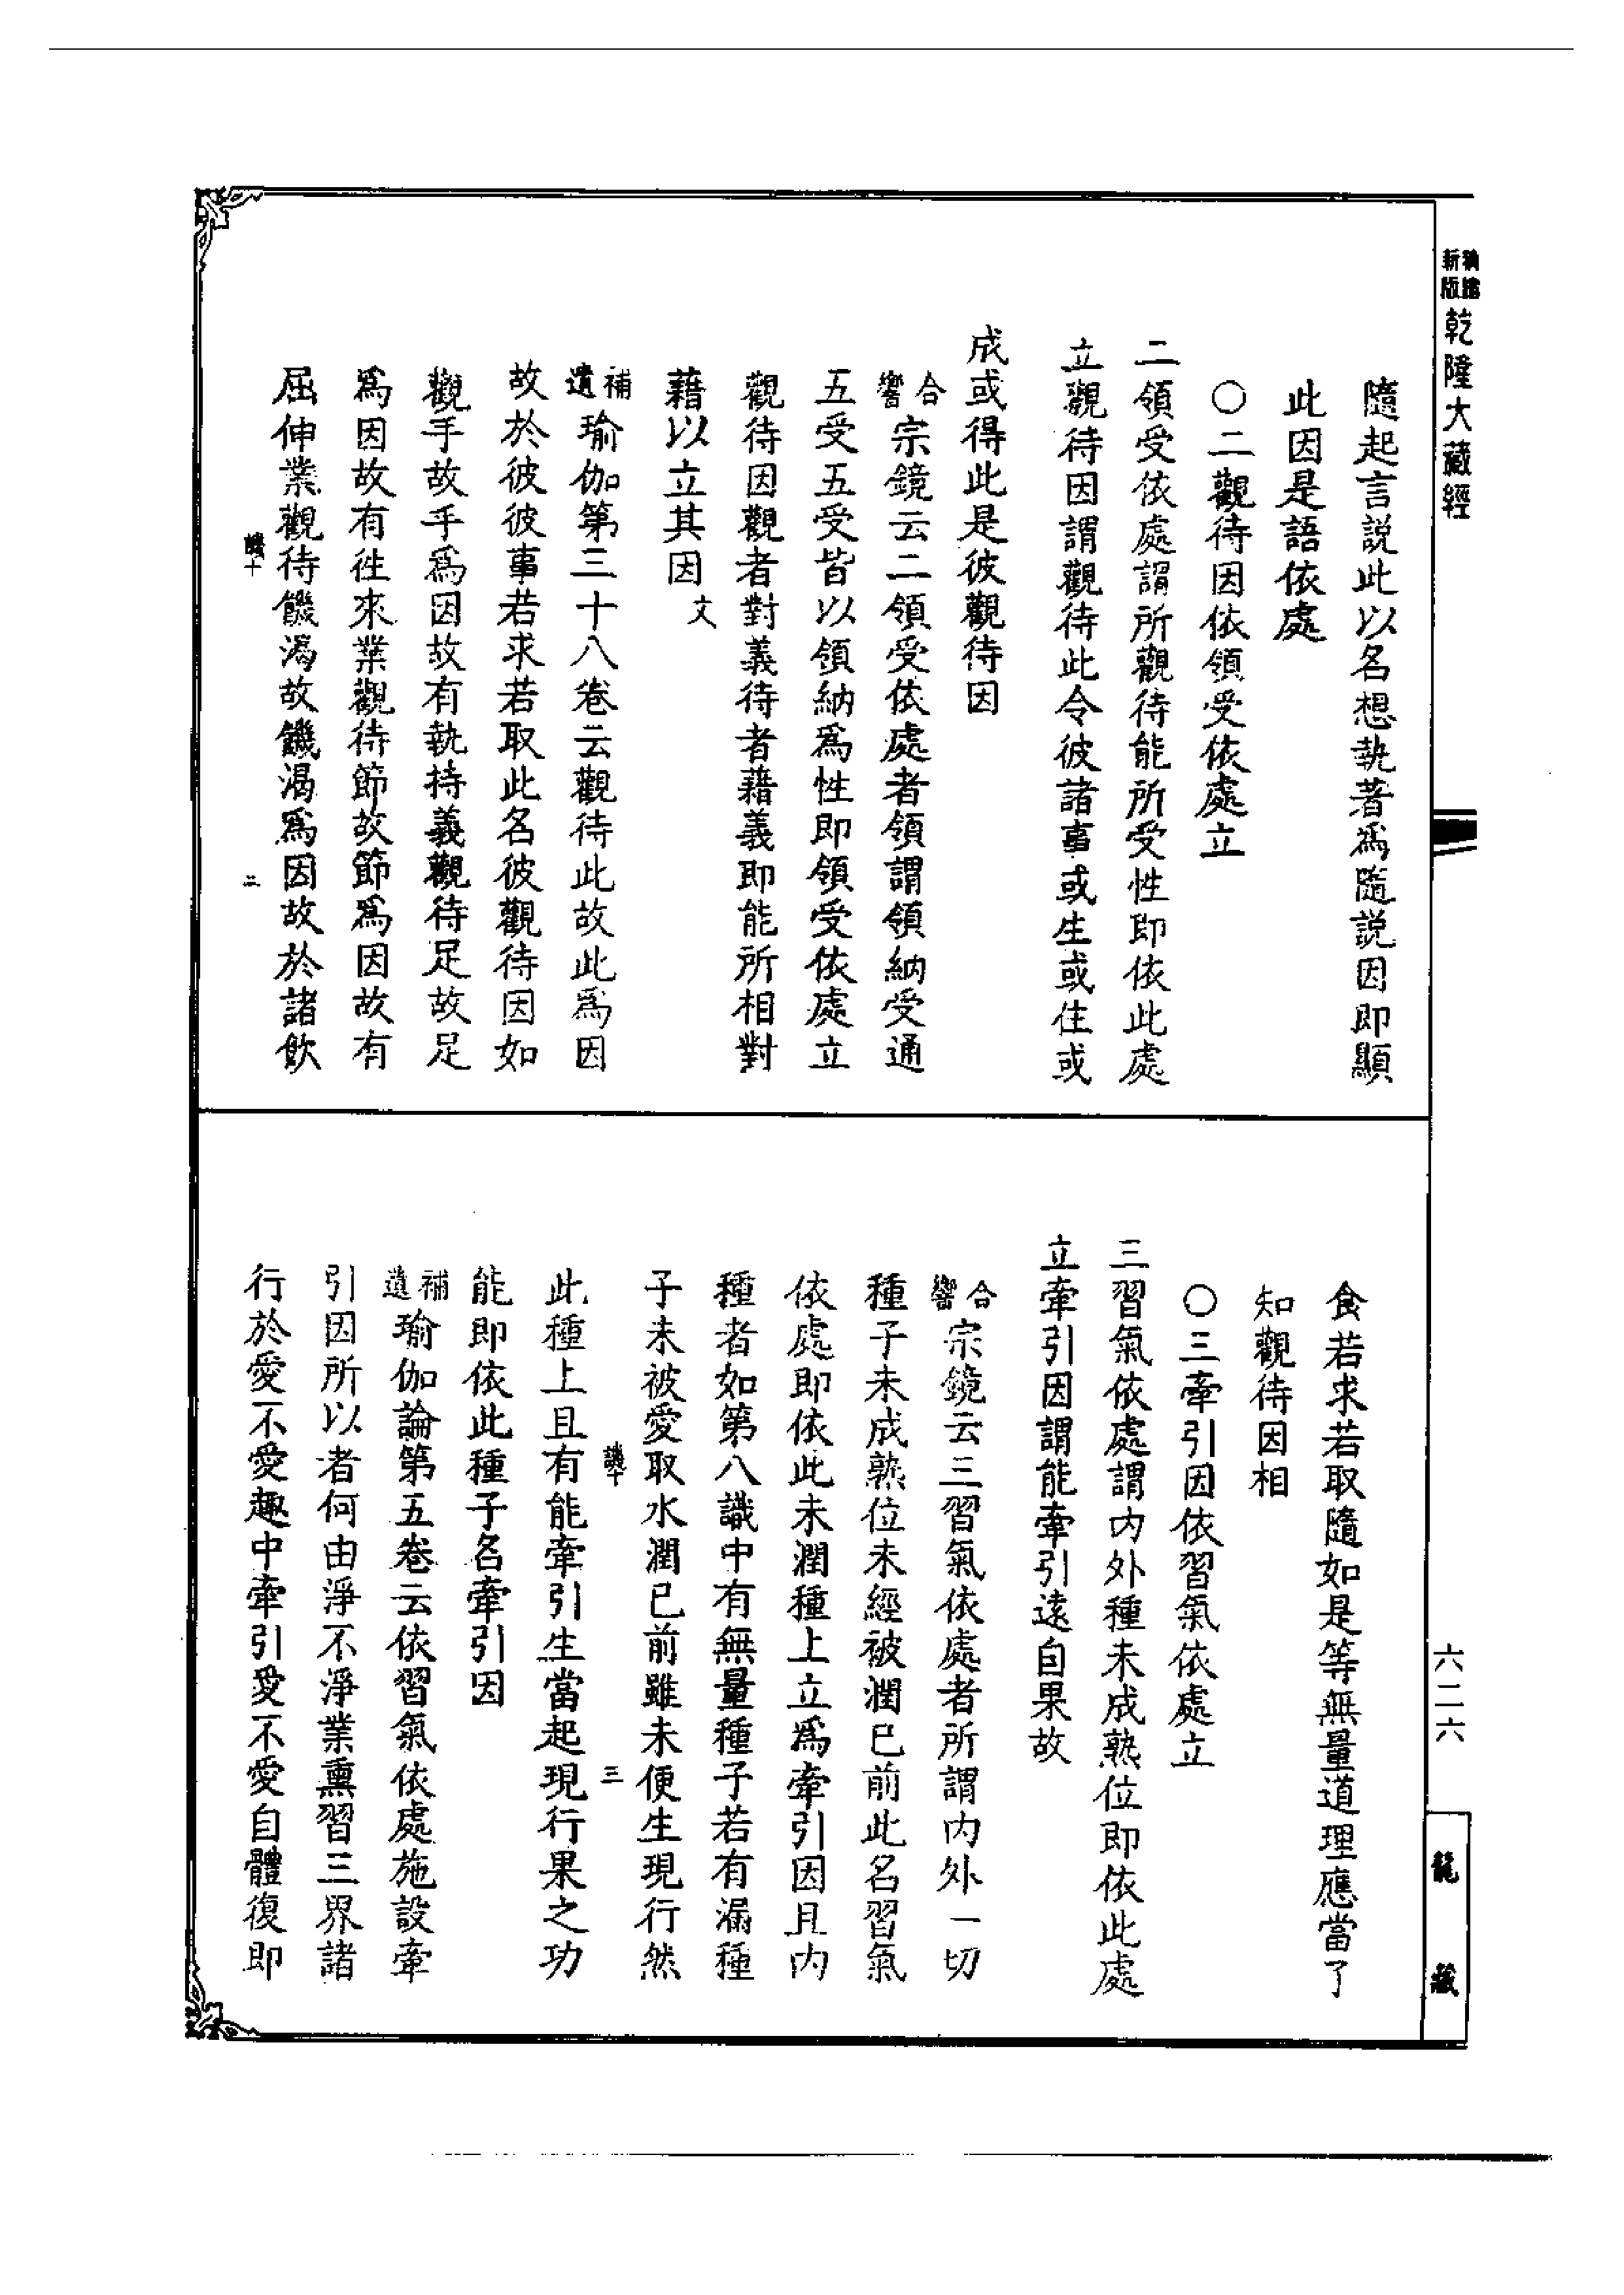 新版
乾隆大藏經
隨起言說此以名想執著為隨說因即顯
此因是語依處
〇二觀待因依領受依處立
二領受依處謂所觀待能所受性即依此處
立觀待因謂觀待此令彼諸事或生或住或
成或得此是彼觀待因
合響宗鏡云二領受依處者領謂領納受通
五受五受皆以領納為性即領受依處立
觀待因觀者對義待者藉義即能所相對
藉以立其因文
補遺瑜伽第三十八卷云觀待此故此為因
故於彼彼事若求若取此名彼觀待因如
觀手故手為因故有執持義觀待足故足
為因故有往來業觀待節故節為因故有
屈伸業觀待饑渴故饑渴為因故於諸飲
二
食若求若取隨如是等無量道理應當了
知觀待因相
〇三牽引因依習氣依處立
三習氣依處謂內外種未成熟位即依此處
立牽引因謂能牽引遠自果故
合響宗鏡云三習氣依處者所謂內外一切
種子未成熟位未經被潤已前此名習氣
依處即依此未潤種上立為牽引因且內
種者如第八識中有無量種子若有漏種
子未被愛取水潤已前雖未便生現行然
三
此種上且有能牽引生當起現行果之功
能即依此種子名牽引因
補遺瑜伽論第五卷云依習氣依處施設牽
引因所以者何由淨不淨業熏習三界諸
行於愛不愛趣中牽引愛不愛自體復即
六二六
龍藏